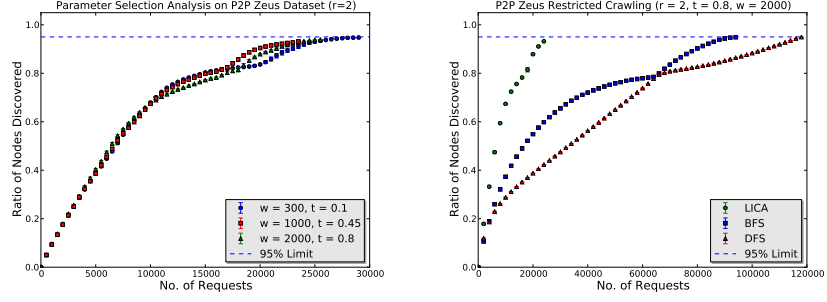 Parameter Selection Analysis on P2P Zeus Dataset (r=2)
1.0
0.8
0.6
0.4
0.2
0.0
Ratio of Nodes Discovered
w = 300, t = 0.1
w = 1000, t = 0.45
w = 2000, t = 0.8
95% Limit
0 5000 10000 15000 20000 25000 30000
No. of Requests
P2P Zeus Restricted Crawling (r = 2, t = 0.8, w = 2000)
1.0
0.8
0.6
0.4
0.2
0.0
Ratio of Nodes Discovered
LICA
BFS
DFS
95% Limit
0 20000 40000 60000 80000 100000 120000
No. of Requests